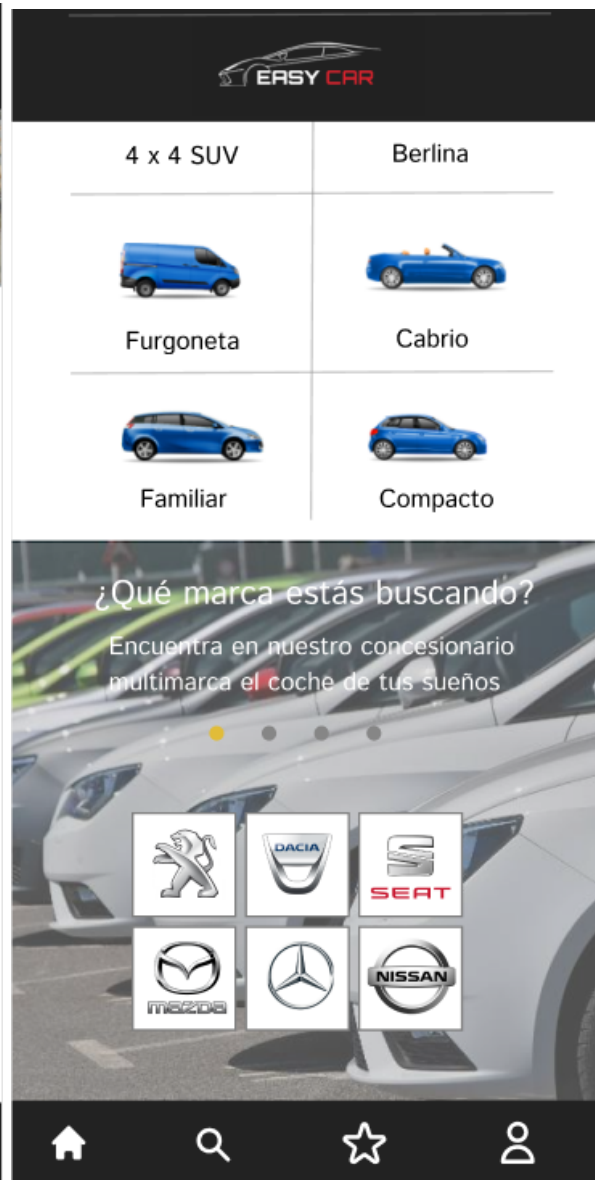 EASY CAR
4 x 4 SUV
Berlina
Furgoneta
Cabrio
Familiar
Compacto
¿Qué marca estás buscando?
Encuentra en nuestro concesionario
multimarca el coche de tus sueños
DACIA
SEAT
mazda
NISSAN